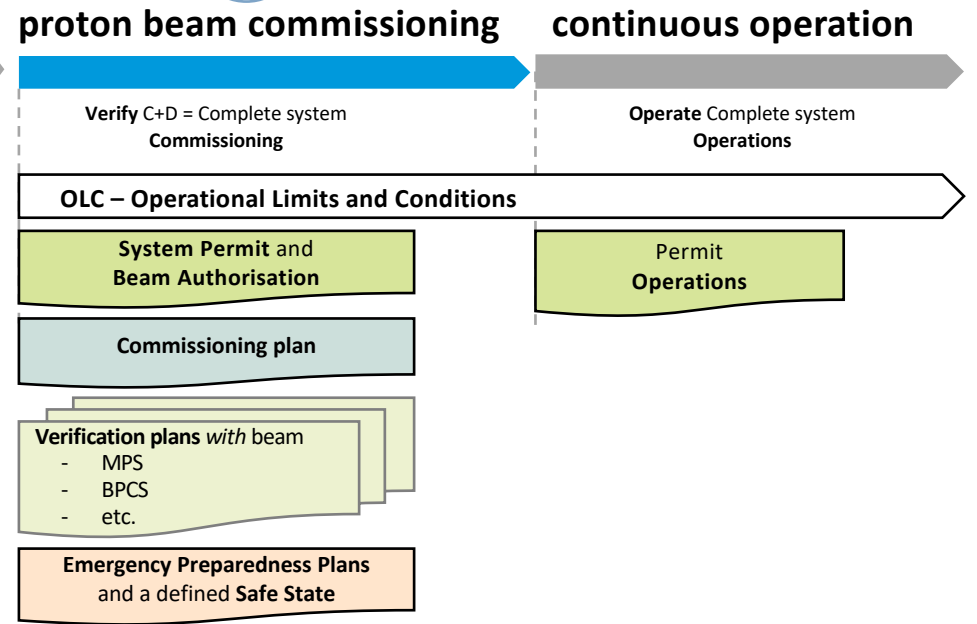 proton beam commissioning
continuous operation
Verify C+D = Complete system
Commissioning
Operate Complete system
Operations
OLC – Operational Limits and Conditions
System Permit and
Beam Authorisation
Permit
Operations
Commissioning plan
Verification plans with beam
- MPS
- BPCS
- etc.
Emergency Preparedness Plans
and a defined Safe State